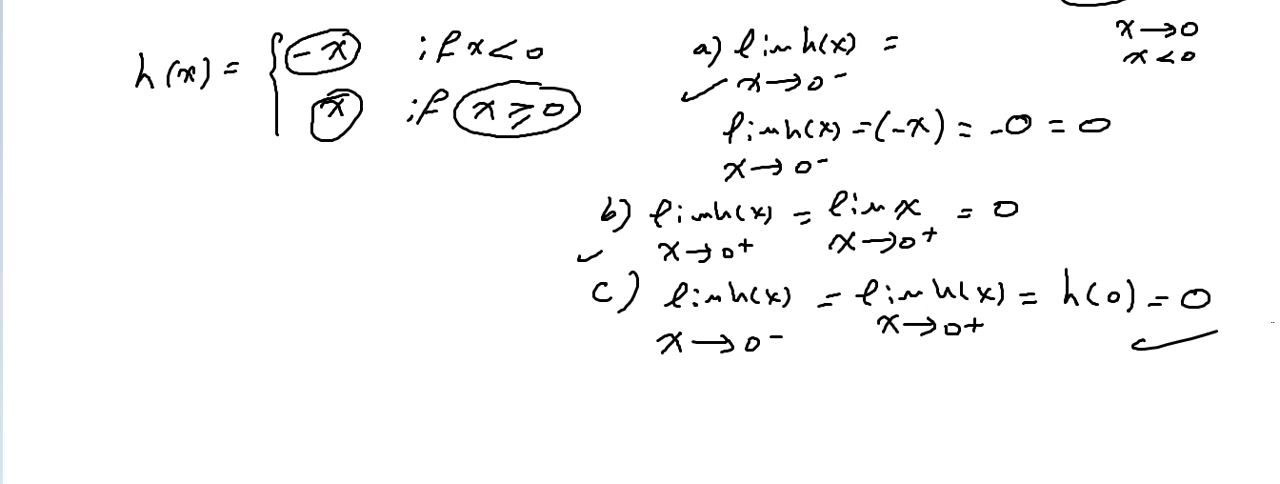 h(x) = { -x if x < 0
x if x ≥ 0
x → 0
x < 0
a) lim h(x) =
x → 0⁻
lim h(x) = (-x) = -0 = 0
x → 0⁻
b) lim h(x) = lim x = 0
x → 0⁺ x → 0⁺
c) lim h(x) = lim h(x) = h(0) = 0
x → 0⁻ x → 0⁺